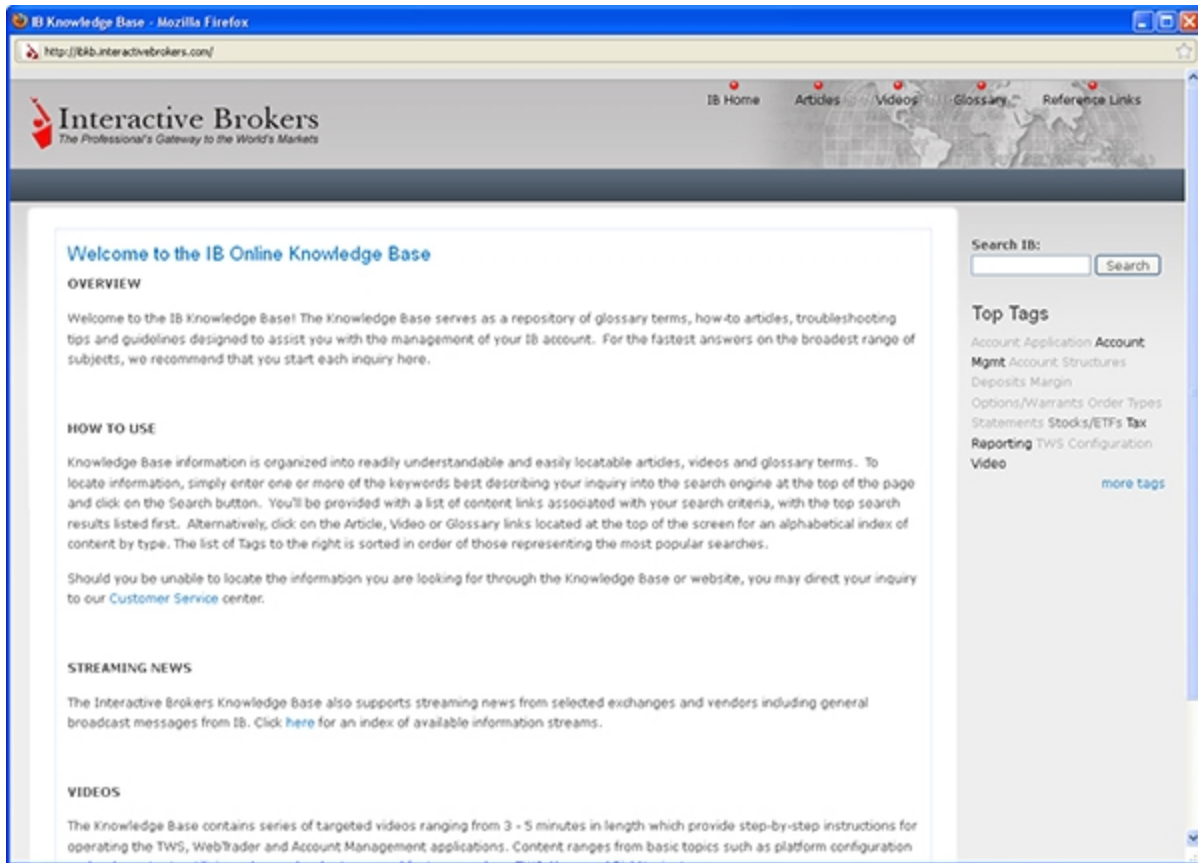 IB Knowledge Base - Mozilla Firefox
http://ibkb.interactivebrokers.com/
IB Home Articles Videos Glossary Reference Links
Interactive Brokers
The Professional's Gateway to the World's Markets
Welcome to the IB Online Knowledge Base
OVERVIEW
Welcome to the IB Knowledge Base! The Knowledge Base serves as a repository of glossary terms, how-to articles, troubleshooting
tips and guidelines designed to assist you with the management of your IB account. For the fastest answers on the broadest range of
subjects, we recommend that you start each inquiry here.
HOW TO USE
Knowledge Base information is organized into readily understandable and easily locatable articles, videos and glossary terms. To
locate information, simply enter one or more of the keywords best describing your inquiry into the search engine at the top of the page
and click on the Search button. You'll be provided with a list of content links associated with your search criteria, with the top search
results listed first. Alternatively, click on the Article, Video or Glossary links located at the top of the screen for an alphabetical index of
content by type. The list of Tags to the right is sorted in order of those representing the most popular searches.
Should you be unable to locate the information you are looking for through the Knowledge Base or website, you may direct your inquiry
to our Customer Service center.
STREAMING NEWS
The Interactive Brokers Knowledge Base also supports streaming news from selected exchanges and vendors including general
broadcast messages from IB. Click here for an index of available information streams.
VIDEOS
The Knowledge Base contains series of targeted videos ranging from 3 - 5 minutes in length which provide step-by-step instructions for
operating the TWS, WebTrader and Account Management applications. Content ranges from basic topics such as platform configuration
Search IB:
Search
Top Tags
Account Application Account
Mgmt Account Structures
Deposits Margin
Options/Warrants Order Types
Statements Stocks/ETFs Tax
Reporting TWS Configuration
Video
more tags